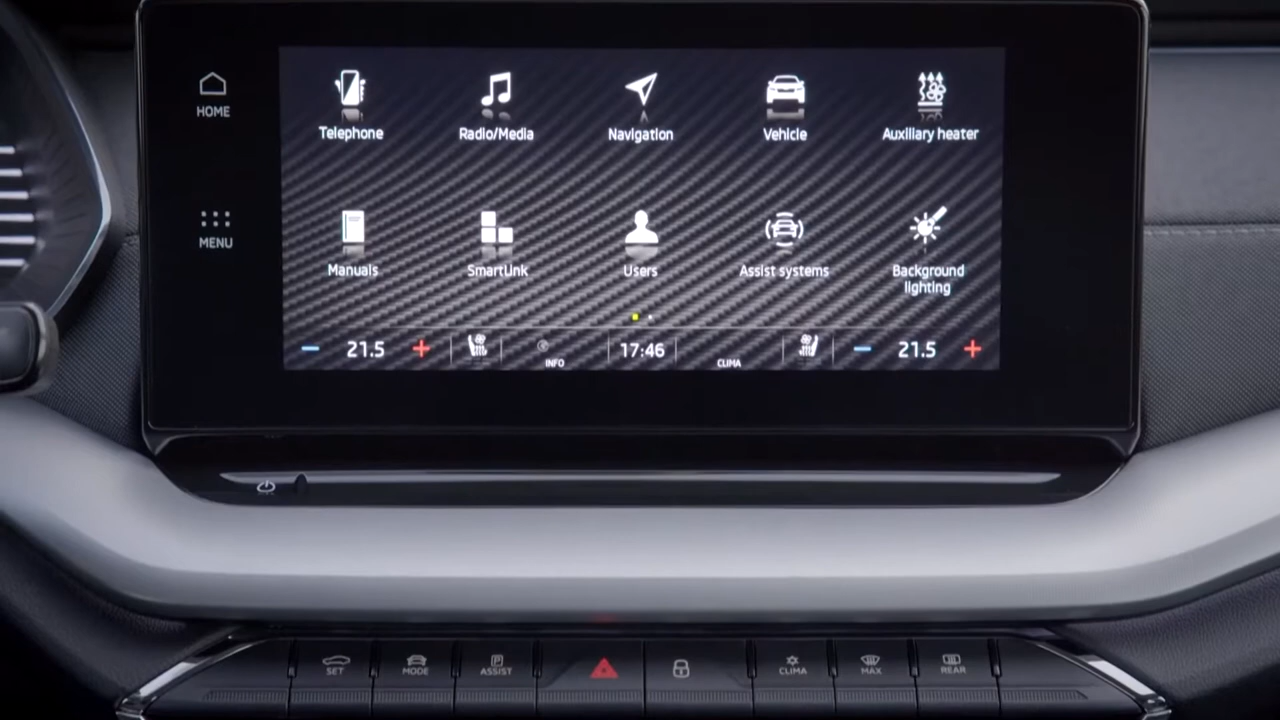 HOME
Telephone
Radio/Media
Navigation
Vehicle
Auxiliary heater
MENU
Manuals
SmartLink
Users
Assist systems
Background
lighting
21.5
INFO
17:46
CLIMA
21.5
SET
MODE
P
ASSIST
CLIMA
MAX
REAR